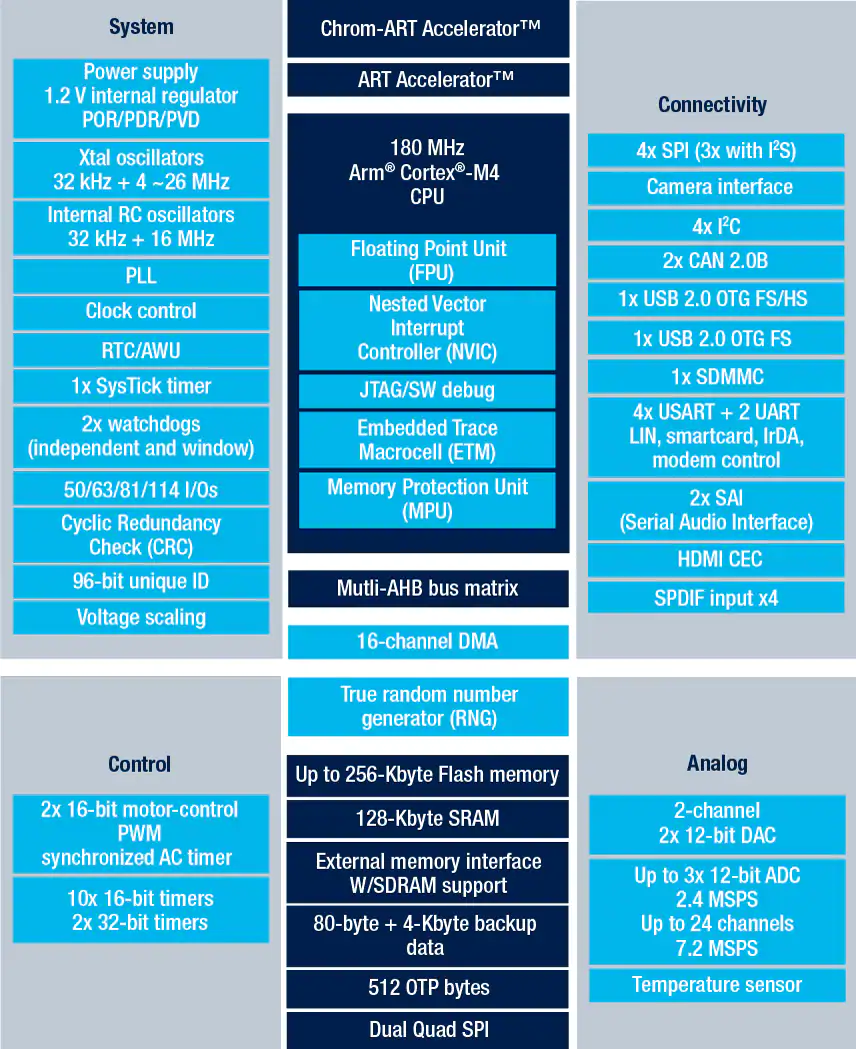 System
Power supply
1.2 V internal regulator
POR/PDR/PVD
Xtal oscillators
32 kHz + 4 ~26 MHz
Internal RC oscillators
32 kHz + 16 MHz
PLL
Clock control
RTC/AWU
1x SysTick timer
2x watchdogs
(independent and window)
50/63/81/114 I/Os
Cyclic Redundancy
Check (CRC)
96-bit unique ID
Voltage scaling
Control
2x 16-bit motor-control
PWM
synchronized AC timer
10x 16-bit timers
2x 32-bit timers
Chrom-ART Accelerator™
ART Accelerator™
180 MHz
Arm® Cortex®-M4
CPU
Floating Point Unit
(FPU)
Nested Vector
Interrupt
Controller (NVIC)
JTAG/SW debug
Embedded Trace
Macrocell (ETM)
Memory Protection Unit
(MPU)
Mutli-AHB bus matrix
16-channel DMA
True random number
generator (RNG)
Up to 256-Kbyte Flash memory
128-Kbyte SRAM
External memory interface
W/SDRAM support
80-byte + 4-Kbyte backup
data
512 OTP bytes
Dual Quad SPI
Connectivity
4x SPI (3x with I²S)
Camera interface
4x I²C
2x CAN 2.0B
1x USB 2.0 OTG FS/HS
1x USB 2.0 OTG FS
1x SDMMC
4x USART + 2 UART
LIN, smartcard, IrDA,
modem control
2x SAI
(Serial Audio Interface)
HDMI CEC
SPDIF input x4
Analog
2-channel
2x 12-bit DAC
Up to 3x 12-bit ADC
2.4 MSPS
Up to 24 channels
7.2 MSPS
Temperature sensor